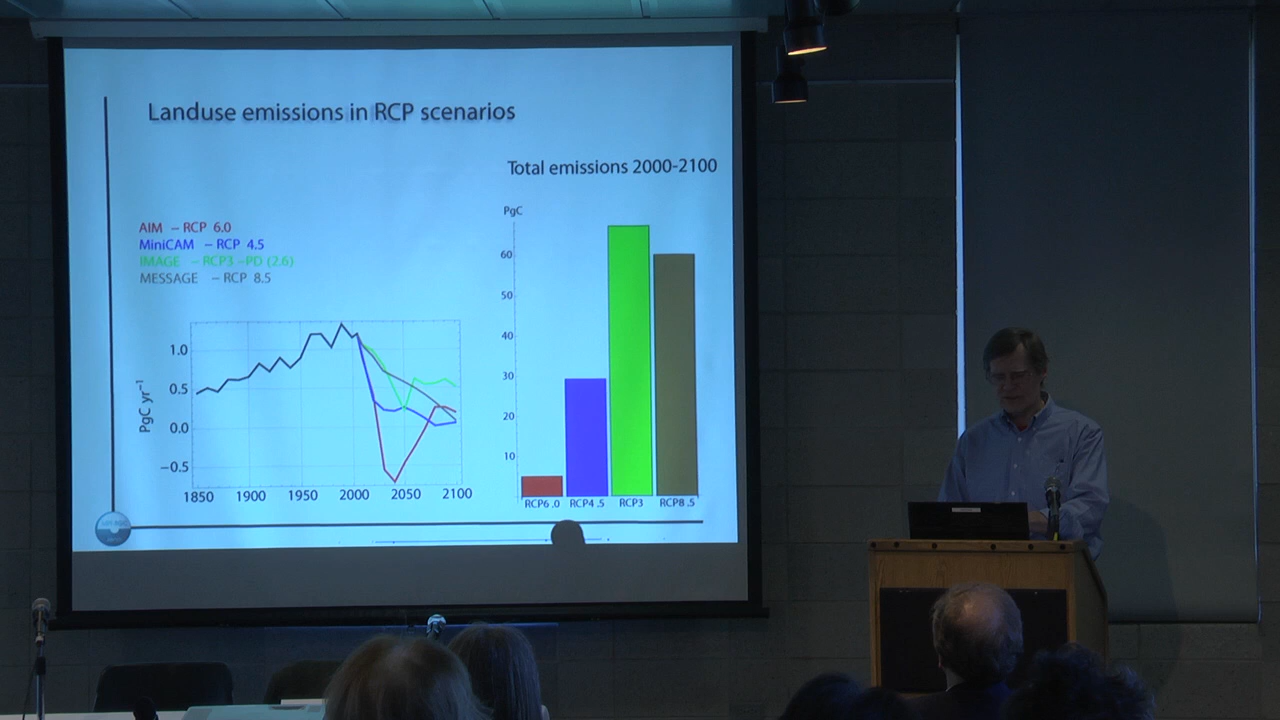 Landuse emissions in RCP scenarios
Total emissions 2000-2100
AIM – RCP 6.0
MiniCAM – RCP 4.5
IMAGE – RCP3 –PD (2.6)
MESSAGE – RCP 8.5
PgC
60
50
40
30
20
10
RCP6.0 RCP4.5 RCP3 RCP8.5
PgC yr⁻¹
1.0
0.5
0.0
−0.5
1850 1900 1950 2000 2050 2100